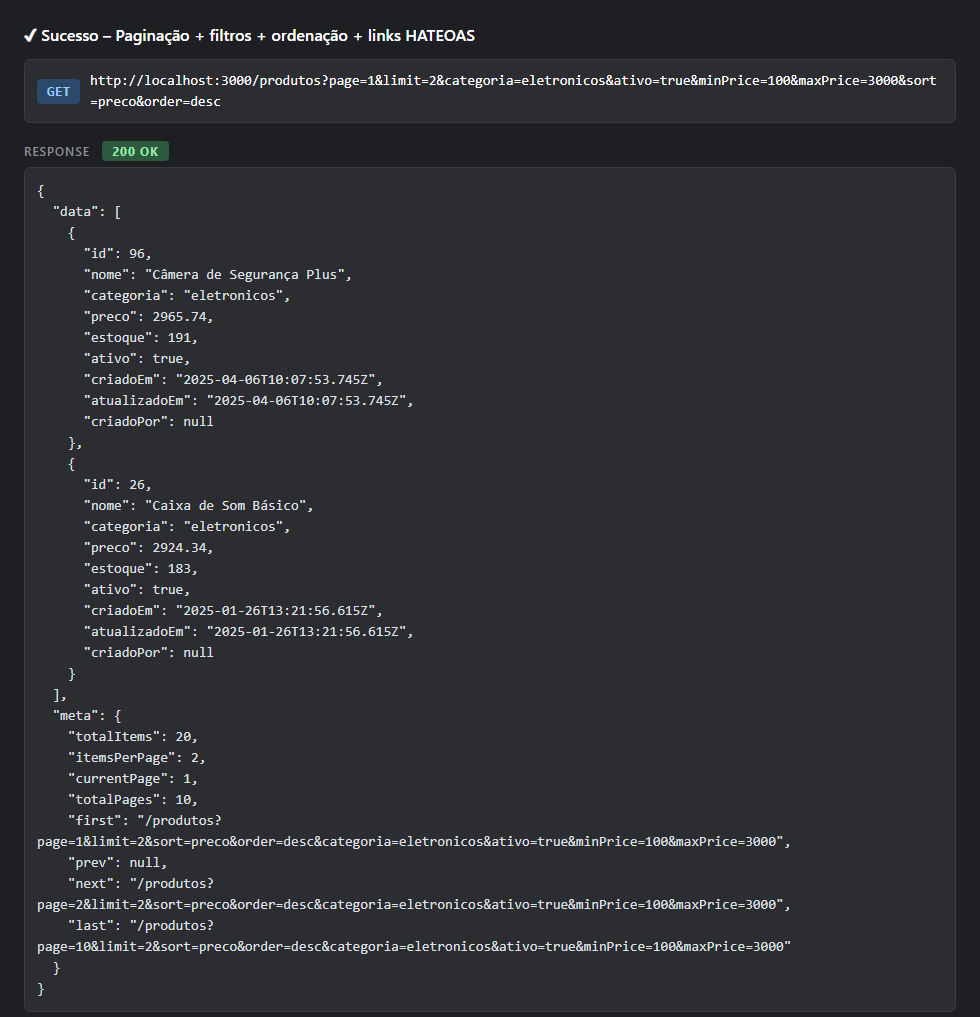 ✓ Sucesso – Paginação + filtros + ordenação + links HATEOAS
GET
http://localhost:3000/produtos?page=1&limit=2&categoria=eletronicos&ativo=true&minPrice=100&maxPrice=3000&sort
=preco&order=desc
RESPONSE 200 OK
{
  "data": [
    {
      "id": 96,
      "nome": "Câmera de Segurança Plus",
      "categoria": "eletronicos",
      "preco": 2965.74,
      "estoque": 191,
      "ativo": true,
      "criadoEm": "2025-04-06T10:07:53.745Z",
      "atualizadoEm": "2025-04-06T10:07:53.745Z",
      "criadoPor": null
    },
    {
      "id": 26,
      "nome": "Caixa de Som Básico",
      "categoria": "eletronicos",
      "preco": 2924.34,
      "estoque": 183,
      "ativo": true,
      "criadoEm": "2025-01-26T13:21:56.615Z",
      "atualizadoEm": "2025-01-26T13:21:56.615Z",
      "criadoPor": null
    }
  ],
  "meta": {
    "totalItems": 20,
    "itemsPerPage": 2,
    "currentPage": 1,
    "totalPages": 10,
    "first": "/produtos?
page=1&limit=2&sort=preco&order=desc&categoria=eletronicos&ativo=true&minPrice=100&maxPrice=3000",
    "prev": null,
    "next": "/produtos?
page=2&limit=2&sort=preco&order=desc&categoria=eletronicos&ativo=true&minPrice=100&maxPrice=3000",
    "last": "/produtos?
page=10&limit=2&sort=preco&order=desc&categoria=eletronicos&ativo=true&minPrice=100&maxPrice=3000"
  }
}